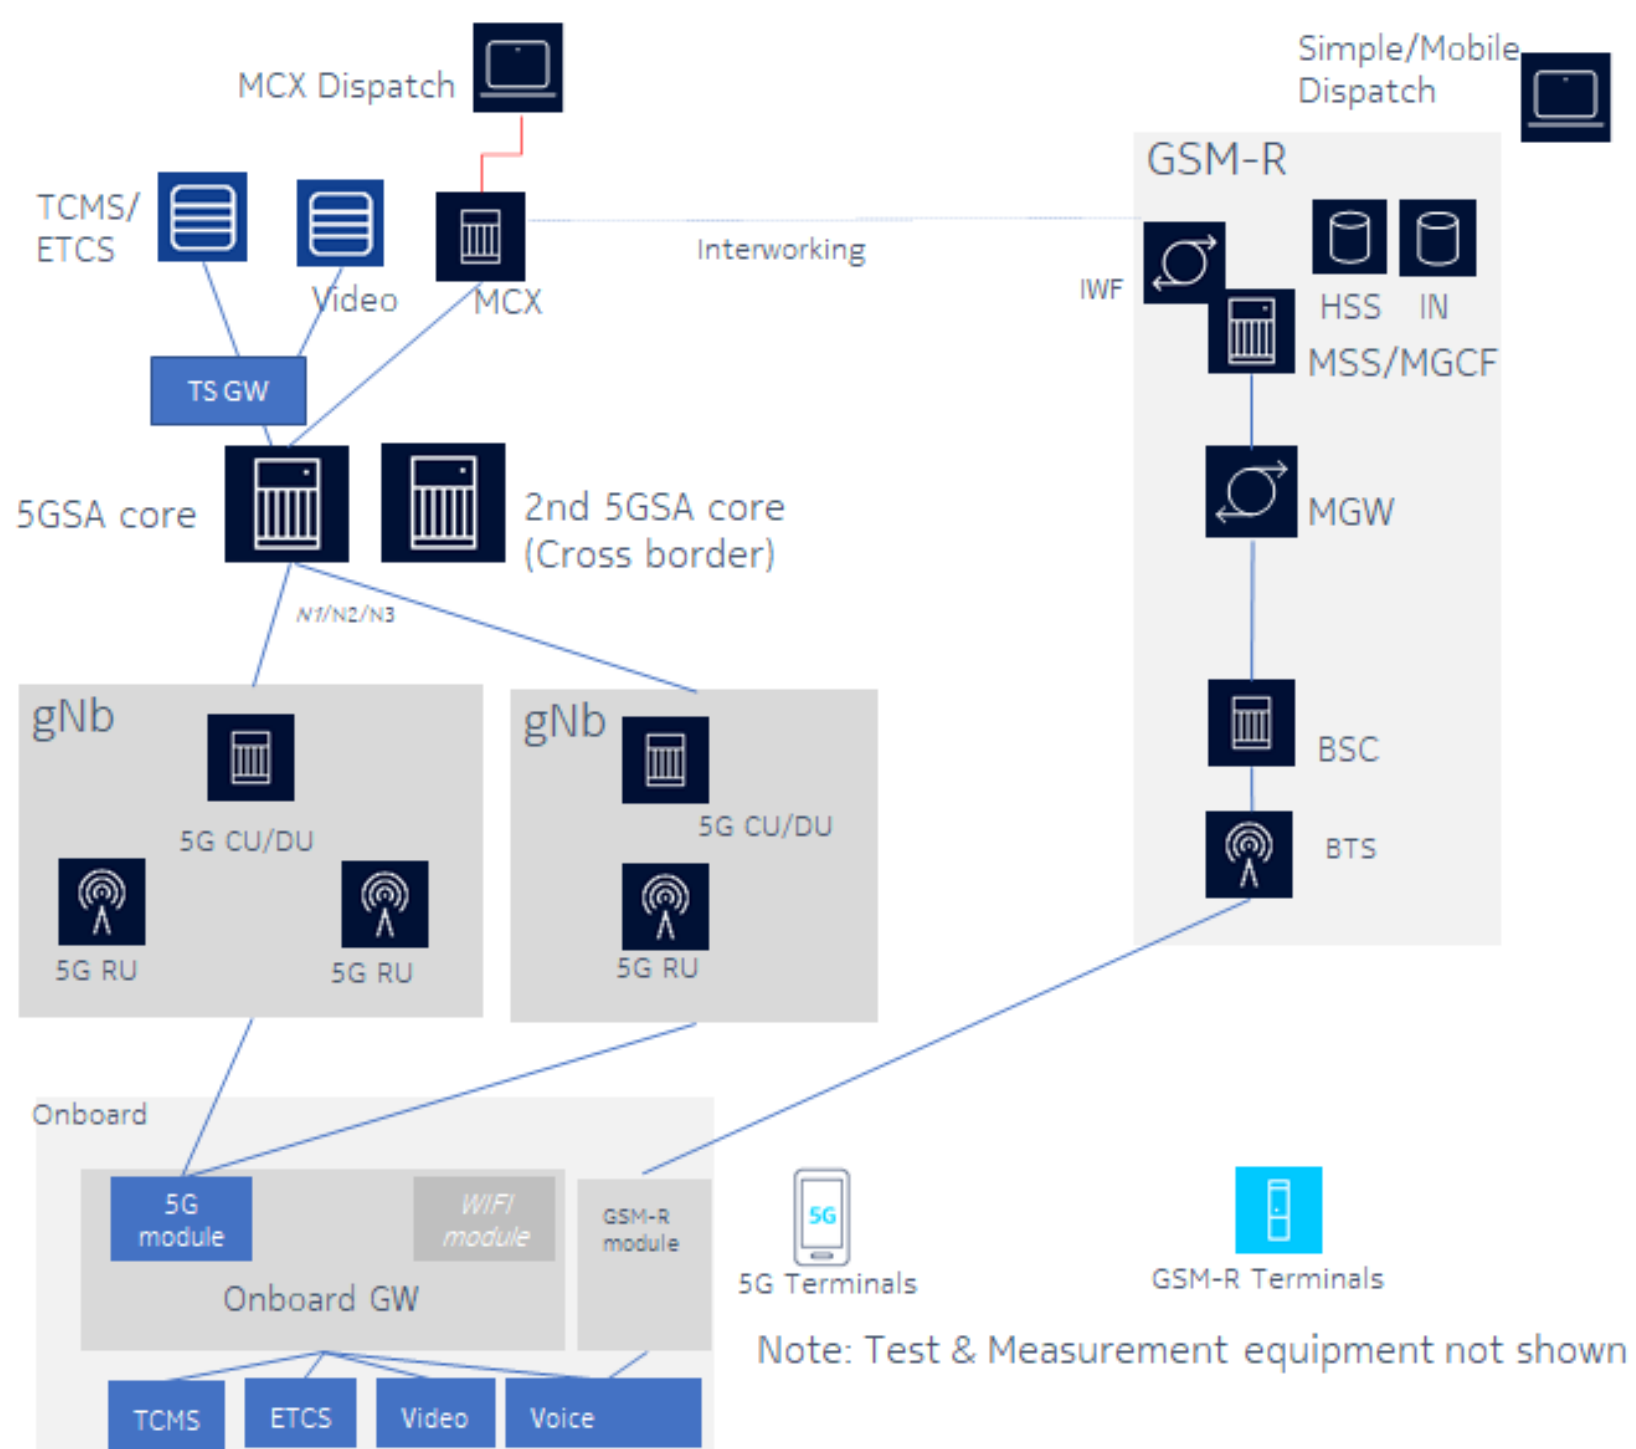 MCX Dispatch
Simple/Mobile
Dispatch
GSM-R
TCMS/
ETCS
Video
MCX
Interworking
IWF
HSS
IN
MSS/MGCF
TS GW
5GSA core
2nd 5GSA core
(Cross border)
MGW
N1/N2/N3
gNb
gNb
5G CU/DU
5G CU/DU
BSC
BTS
5G RU
5G RU
5G RU
Onboard
5G
module
WIFI
module
GSM-R
module
5G
Onboard GW
5G Terminals
GSM-R Terminals
Note: Test & Measurement equipment not shown
TCMS
ETCS
Video
Voice